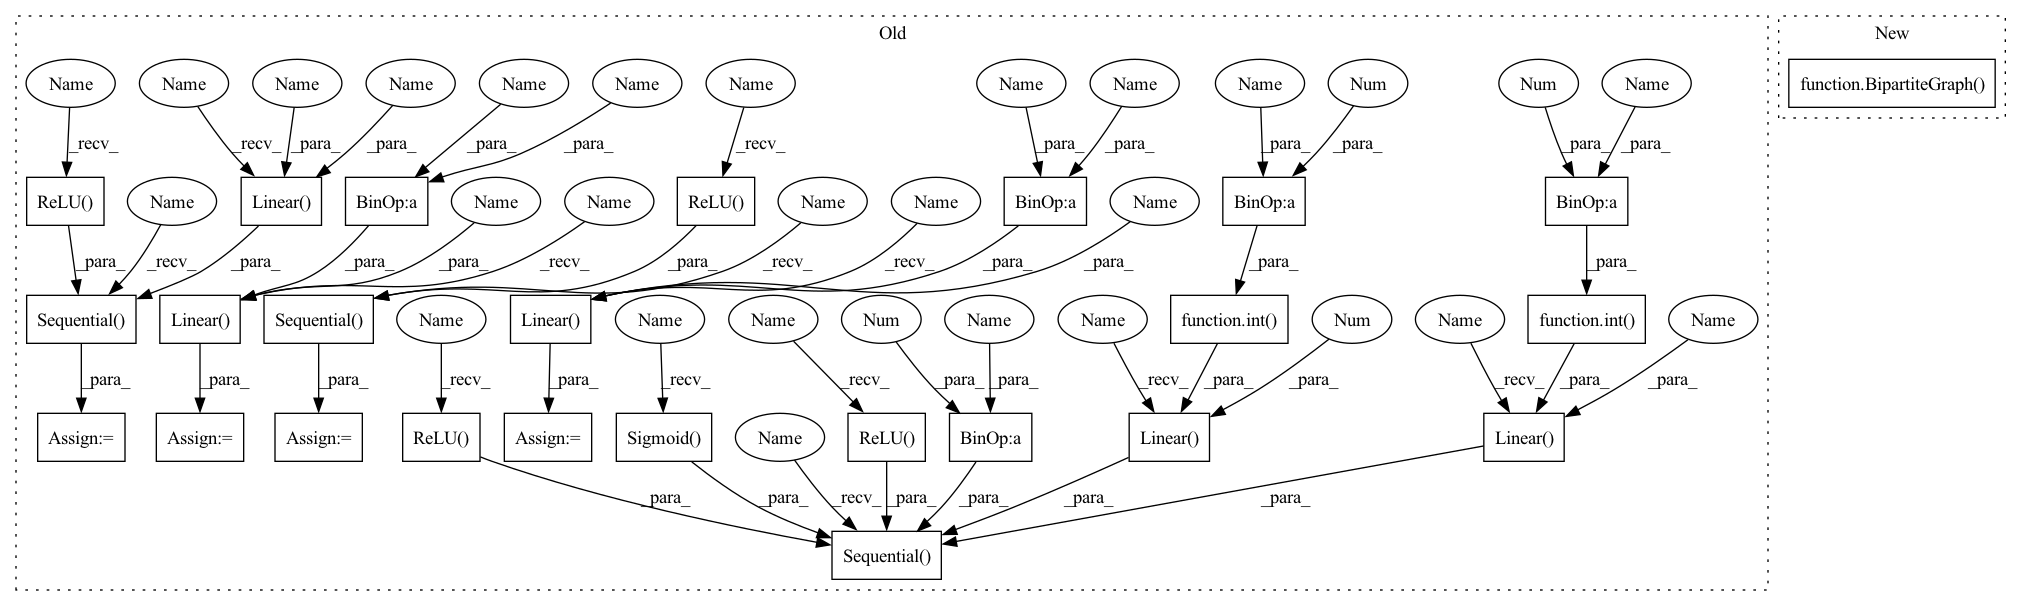 Old
New
Name Name Name Name Name Name Name Name Name Name Num Num Name function.BipartiteGraph()
_recv_ _recv_ _para_ _para_ _para_ _para_ _recv_ _para_ _para_ _para_ _para_ _para_ _para_
ReLU() Name Linear() BinOp:a Name Name ReLU() Name Name BinOp:a Name BinOp:a BinOp:a
_para_ _recv_ _para_ _para_ _para_ _recv_ _para_ _recv_ _recv_ _para_ _para_ _para_ _para_
Sequential() Linear() Sequential() Name Linear() Name Name Num Name Name function.int() Num Name function.int() Name
_para_ _para_ _para_ _recv_ _para_ _recv_ _recv_ _para_ _para_ _recv_ _para_ _para_ _recv_ _para_ _para_
Assign:= Assign:= Assign:= ReLU() Assign:= Sigmoid() Name ReLU() BinOp:a Linear() Linear()
_para_ _para_ _recv_ _para_ _para_ _para_ _para_
Sequential()